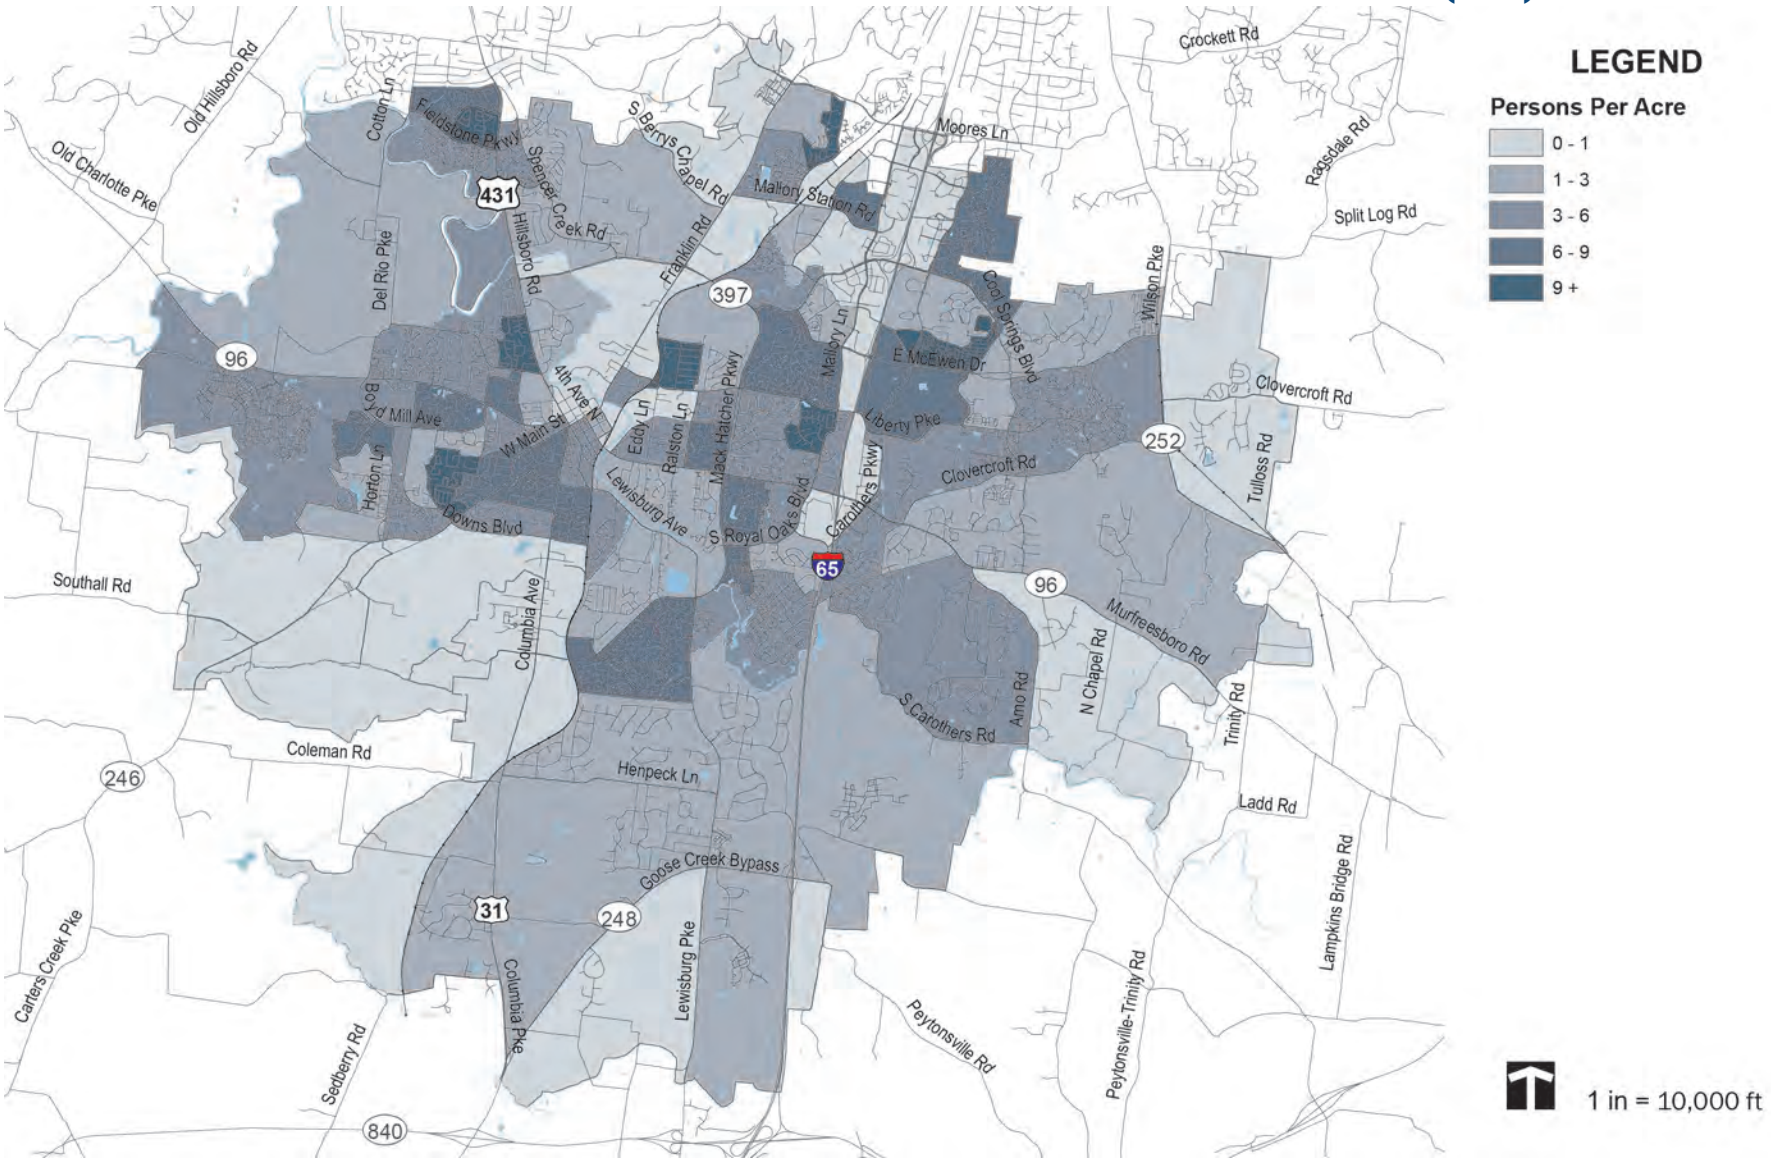 Crockett Rd
LEGEND
Persons Per Acre
0 - 1
1 - 3
3 - 6
6 - 9
9 +
Old Hillsboro Rd
Cotton Ln
Fieldstone Pkwy
S Berrys Chapel Rd
Moores Ln
Ragsdale Rd
Old Charlotte Pke
Spencer Creek Rd
431
Mallory Station Rd
Split Log Rd
Hillsboro Rd
Franklin Rd
Del Rio Pke
Wilson Pke
397
Cool Springs Blvd
Mallory Ln
96
E McEwen Dr
Clovercroft Rd
4th Ave N
Mack Hatcher Pkwy
Boyd Mill Ave
W Main St
Eddy Ln
Ralston Ln
Liberty Pke
252
Tulloss Rd
Horton Ln
Clovercroft Rd
Lewisburg Ave
Carothers Pkwy
Downs Blvd
S Royal Oaks Blvd
65
Southall Rd
96
Columbia Ave
Murfreesboro Rd
N Chapel Rd
Arno Rd
S Carothers Rd
Trinity Rd
Coleman Rd
246
Henpeck Ln
Ladd Rd
Goose Creek Bypass
Lampkins Bridge Rd
31
248
Carters Creek Pke
Lewisburg Pke
Columbia Pke
Peytonsville Rd
Peytonsville-Trinity Rd
Sedberry Rd
840
1 in = 10,000 ft